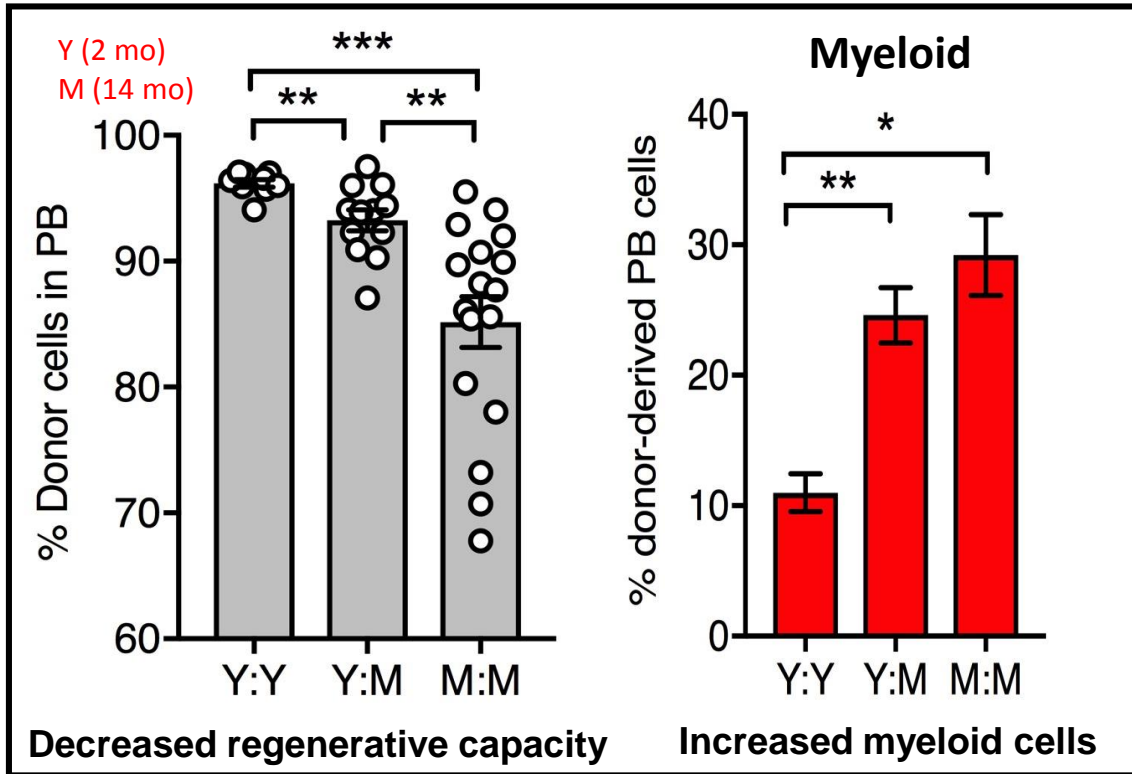 Y (2 mo)
M (14 mo)
***
**
**
% Donor cells in PB
100
90
80
70
60
Y:Y
Y:M
M:M
Decreased regenerative capacity
Myeloid
*
**
% donor-derived PB cells
40
30
20
10
0
Y:Y
Y:M
M:M
Increased myeloid cells